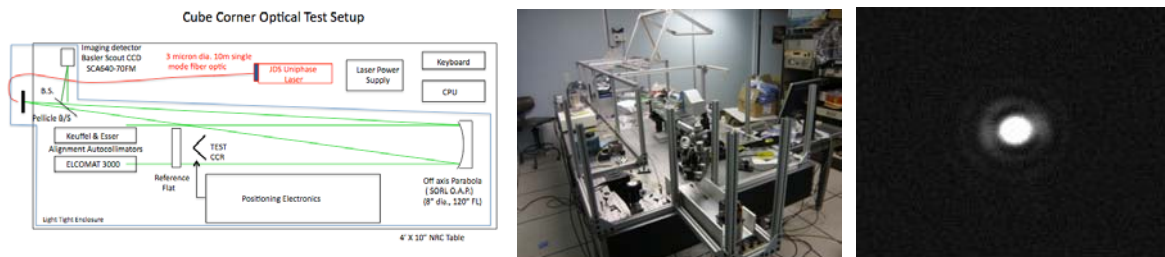 Cube Corner Optical Test Setup
Imaging detector
Basler Scout CCD
SCA640-70FM
3 micron dia. 10m single
mode fiber optic
JDS Uniphase
Laser
Laser Power
Supply
Keyboard
CPU
B.S.
Pellicle B/S
Keuffel & Esser
Alignment Autocollimators
ELCOMAT 3000
TEST
CCR
Reference
Flat
Positioning Electronics
Off axis Parabola
( SORL O.A.P.)
(8" dia., 120" FL)
Light Tight Enclosure
4' X 10" NRC Table